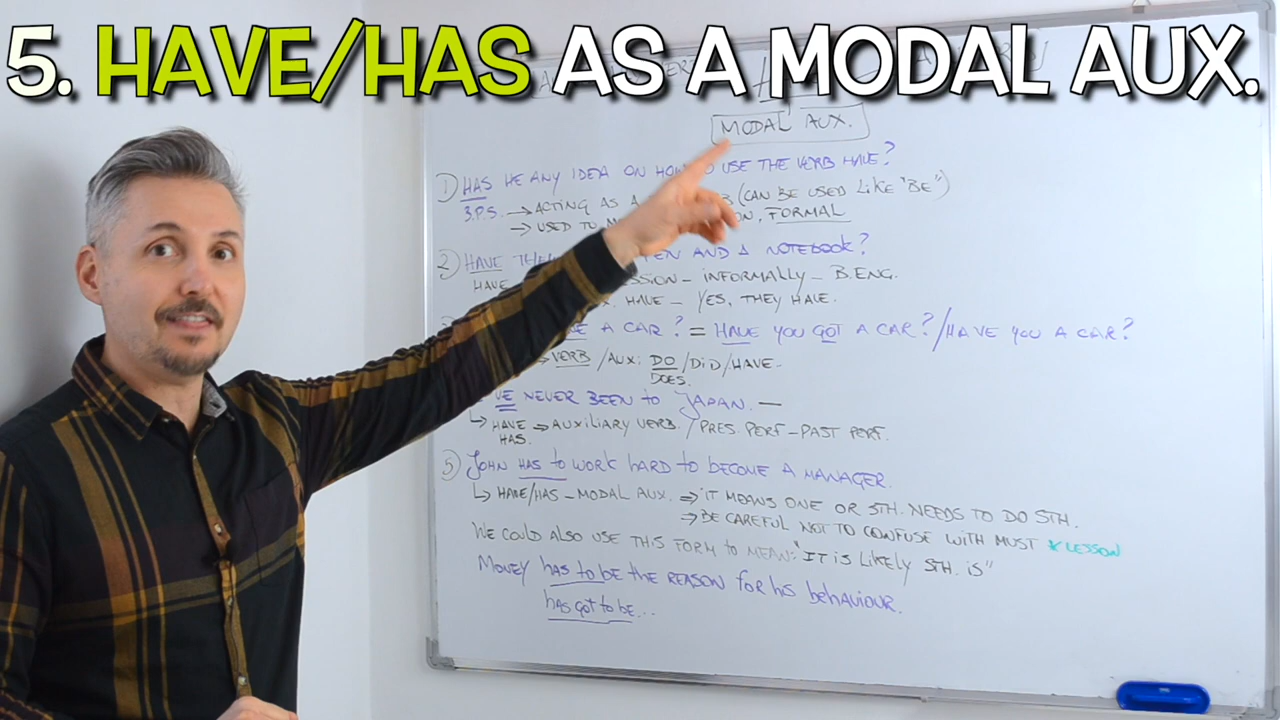 5. HAVE/HAS AS A MODAL AUX.
MODAL AUX.
1) HAS HE ANY IDEA ON HOW TO USE THE VERB HAVE?
3.P.S. → ACTING AS A (CAN BE USED LIKE "BE")
→ USED TO FORMAL
2) HAVE THE PEN AND A NOTEBOOK?
HAVE SSION - INFORMALLY - B.ENG.
HAVE - YES, THEY HAVE.
A CAR? = HAVE YOU GOT A CAR? / HAVE YOU A CAR?
→ VERB / AUX: DO / DID / HAVE -
DOES.
VE NEVER BEEN TO JAPAN. —
↳ HAVE → AUXILIARY VERB. / PRES. PERF - PAST PERF.
HAS.
5) JOHN HAS TO WORK HARD TO BECOME A MANAGER.
↳ HAVE/HAS - MODAL AUX. ⇒ IT MEANS ONE OR STH. NEEDS TO DO STH.
⇒ BE CAREFUL NOT TO CONFUSE WITH MUST * LESSON
WE COULD ALSO USE THIS FORM TO MEAN: "IT IS LIKELY STH. IS"
MONEY HAS TO BE THE REASON FOR HIS BEHAVIOUR.
HAS GOT TO BE...